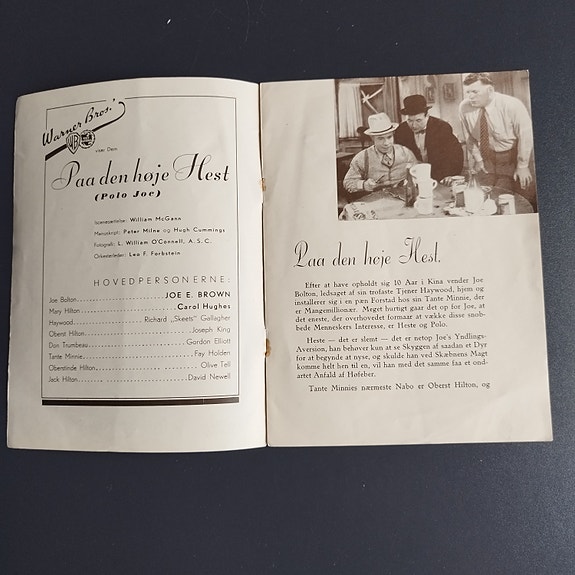 Warner Bros.'
WB
viser Dem
Paa den høje Hest
(Polo Joe)
Iscenesættelse: William McGann
Manuskript: Peter Milne og Hugh Cummings
Fotografi: L. William O'Connell, A. S. C.
Orkesterleder: Leo F. Forbstein
HOVEDPERSONERNE:
Joe Bolton JOE E. BROWN
Mary Hilton Carol Hughes
Haywood Richard „Skeets" Gallagher
Oberst Hilton Joseph King
Don Trumbeau Gordon Elliott
Tante Minnie Fay Holden
Oberstinde Hilton Olive Tell
Jack Hilton David Newell
Paa den høje Hest.
Efter at have opholdt sig 10 Aar i Kina vender Joe
Bolton, ledsaget af sin trofaste Tjener Haywood, hjem og
installerer sig i en pæn Forstad hos sin Tante Minnie, der
er Mangemillionær. Meget hurtigt gaar det op for Joe, at
det eneste, der overhovedet formaar at vække disse snob-
bede Menneskers Interesse, er Heste og Polo.
Heste — det er slemt — det er netop Joe's Yndlings-
Aversion, han behøver kun at se Skyggen af saadan et Dyr
for at begynde at nyse, og skulde han ved Skæbnens Magt
komme helt hen til en, vil han med det samme faa et ond-
artet Anfald af Høfeber.
Tante Minnies nærmeste Nabo er Oberst Hilton, og